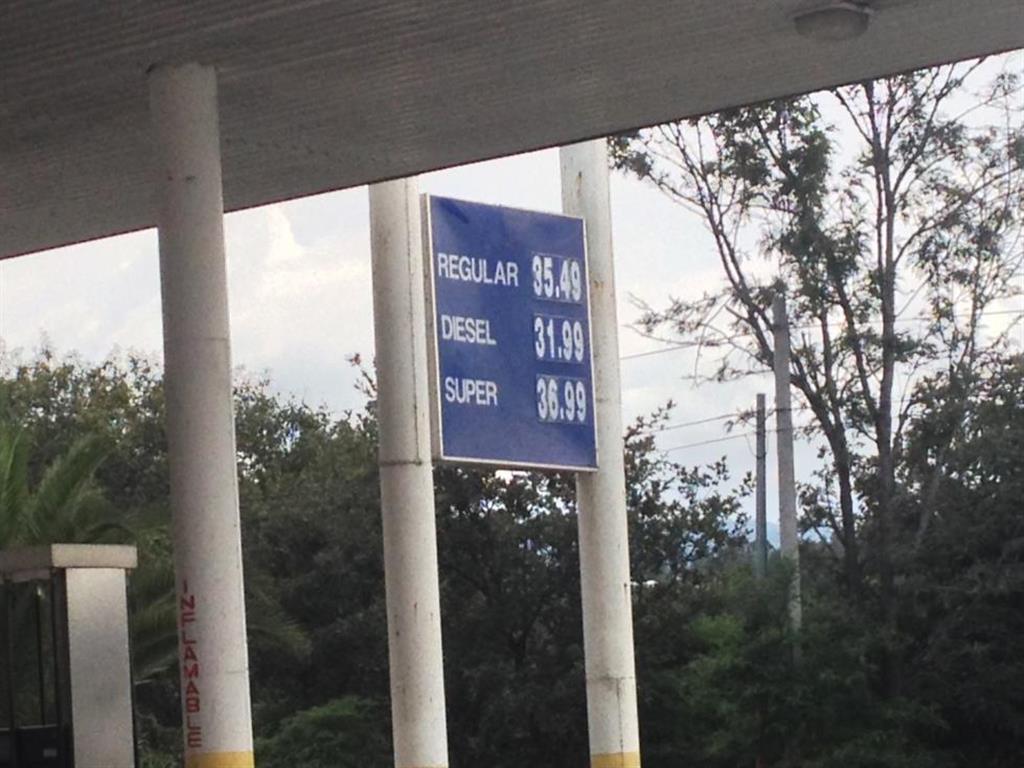 REGULAR 35.49
DIESEL 31.99
SUPER 36.99
INFLAMABLE